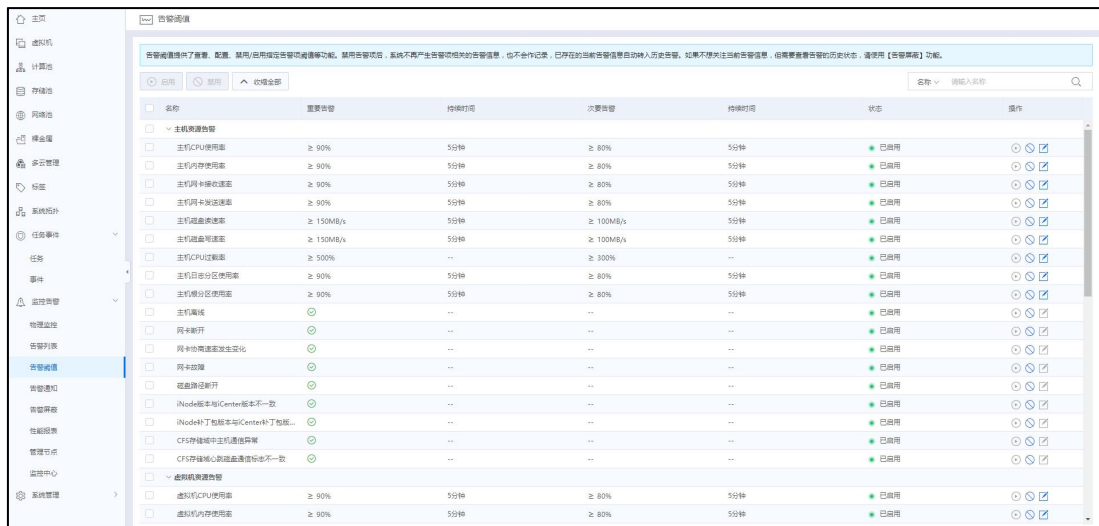 主页
虚拟机
计算池
存储池
网络池
裸金属
多云管理
标签
系统拓扑
任务事件
任务
事件
监控告警
物理监控
告警列表
告警阈值
告警通知
告警屏蔽
性能报表
管理节点
监控中心
系统管理
告警阈值
告警阈值提供了查看、配置、禁用/启用指定告警项阈值等功能。禁用告警项后，系统不再产生告警项相关的告警信息，也不会作记录，已存在的当前告警信息自动转入历史告警。如果不想关注当前告警信息，但需要查看告警的历史状态，请使用【告警屏蔽】功能。
启用 禁用 收缩全部 名称 请输入名称
名称 重要告警 持续时间 次要告警 持续时间 状态 操作
主机资源告警
主机CPU使用率 ≥ 90% 5分钟 ≥ 80% 5分钟 已启用
主机内存使用率 ≥ 90% 5分钟 ≥ 80% 5分钟 已启用
主机网卡接收速率 ≥ 90% 5分钟 ≥ 80% 5分钟 已启用
主机网卡发送速率 ≥ 90% 5分钟 ≥ 80% 5分钟 已启用
主机磁盘读速率 ≥ 150MB/s 5分钟 ≥ 100MB/s 5分钟 已启用
主机磁盘写速率 ≥ 150MB/s 5分钟 ≥ 100MB/s 5分钟 已启用
主机CPU过载率 ≥ 500% -- ≥ 300% -- 已启用
主机日志分区使用率 ≥ 90% 5分钟 ≥ 80% 5分钟 已启用
主机根分区使用率 ≥ 90% 5分钟 ≥ 80% 5分钟 已启用
主机离线 -- -- -- 已启用
网卡断开 -- -- -- 已启用
网卡协商速率发生变化 -- -- -- 已启用
网卡故障 -- -- -- 已启用
磁盘路径断开 -- -- -- 已启用
iNode版本与iCenter版本不一致 -- -- -- 已启用
iNode补丁包版本与iCenter补丁包版... -- -- -- 已启用
CFS存储域中主机通信异常 -- -- -- 已启用
CFS存储域心跳磁盘通信标志不一致 -- -- -- 已启用
虚拟机资源告警
虚拟机CPU使用率 ≥ 90% 5分钟 ≥ 80% 5分钟 已启用
虚拟机内存使用率 ≥ 90% 5分钟 ≥ 80% 5分钟 已启用